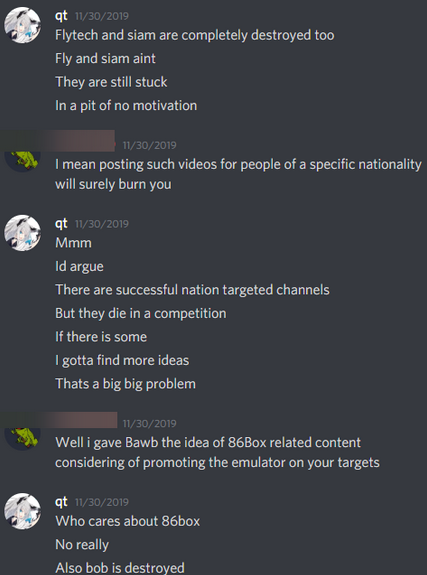 qt 11/30/2019
Flytech and siam are completely destroyed too
Fly and siam aint
They are still stuck
In a pit of no motivation
11/30/2019
I mean posting such videos for people of a specific nationality
will surely burn you
qt 11/30/2019
Mmm
Id argue
There are successful nation targeted channels
But they die in a competition
If there is some
I gotta find more ideas
Thats a big big problem
11/30/2019
Well i gave Bawb the idea of 86Box related content
considering of promoting the emulator on your targets
qt 11/30/2019
Who cares about 86box
No really
Also bob is destroyed